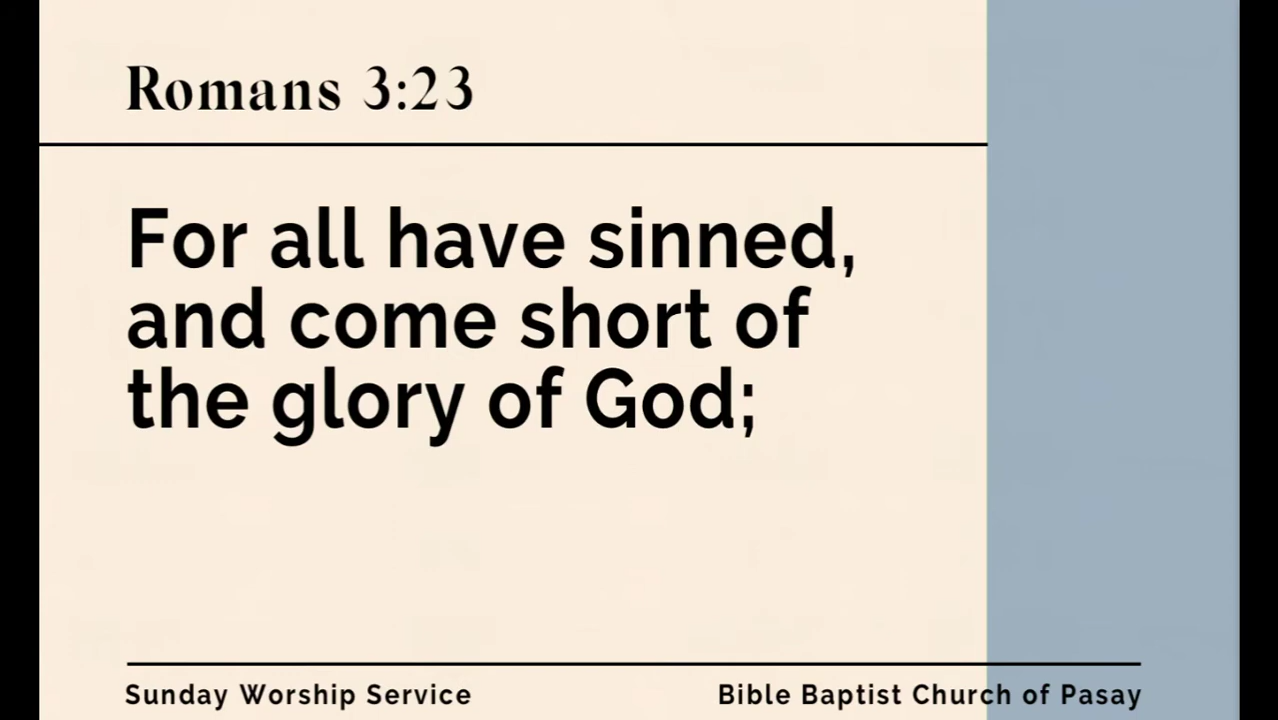 Romans 3:23
For all have sinned,
and come short of
the glory of God;
Sunday Worship Service
Bible Baptist Church of Pasay